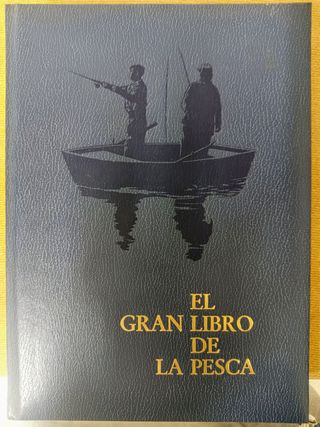 EL
GRAN LIBRO
DE
LA PESCA